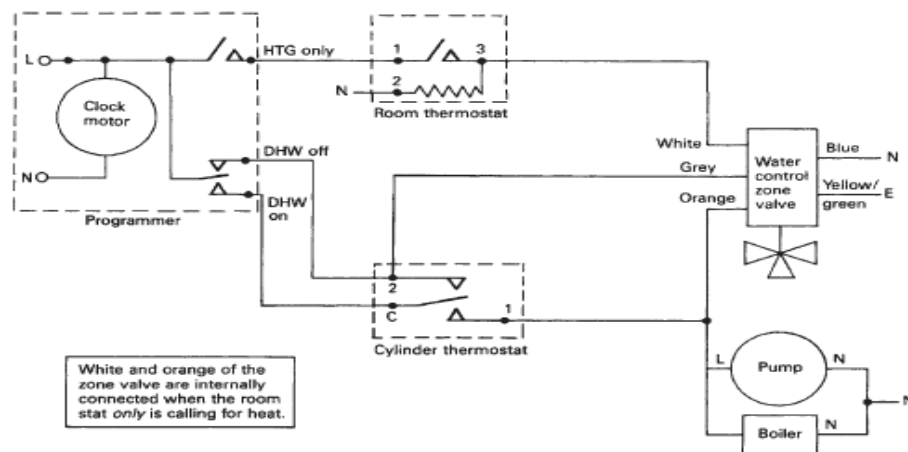 L
Clock
motor
N
Programmer
HTG only
DHW off
DHW
on
1
3
2
N
Room thermostat
White
Grey
Orange
Water
control
zone
valve
Blue
N
Yellow/
green
E
2
C
1
Cylinder thermostat
L
Pump
N
N
Boiler
N
White and orange of the
zone valve are internally
connected when the room
stat only is calling for heat.